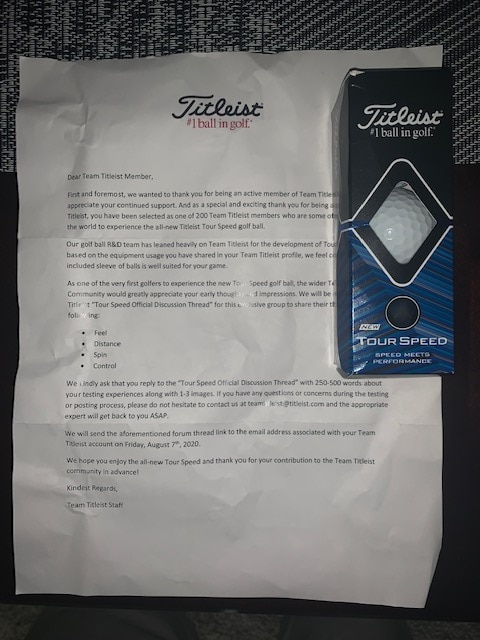 Titleist
#1 ball in golf.®
Dear Team Titleist Member,
First and foremost, we wanted to thank you for being an active member of Team
appreciate your continued support. And as a special and exciting thank you for being
Titleist, you have been selected as one of 200 Team Titleist members who are some of
the world to experience the all-new Titleist Tour Speed golf ball.
Our golf ball R&D team has leaned heavily on Team Titleist for the development of
based on the equipment usage you have shared in your Team Titleist profile, we feel
included sleeve of balls is well suited for your game.
As one of the very first golfers to experience the new Speed golf ball, the wider
Community would greatly appreciate your early and impressions. We will be
"Tour Speed Official Discussion Thread" for this group to share their
Feel
Distance
Spin
Control
We kindly ask that you reply to the "Tour Speed Official Discussion Thread" with 250-500 words about
your testing experiences along with 1-3 images. If you have any questions or concerns during the testing
or posting process, please do not hesitate to contact us at and the appropriate
expert will get back to you ASAP.
We will send the aforementioned forum thread link to the email address associated with your Team
Titleist account on Friday, August 7th, 2020.
We hope you enjoy the all-new Tour Speed and thank you for your contribution to the Team Titleist
community in advance!
Kindest Regards,
Team Titleist Staff
Titleist
#1 ball in golf.®
NEW
TOUR SPEED
SPEED MEETS
PERFORMANCE